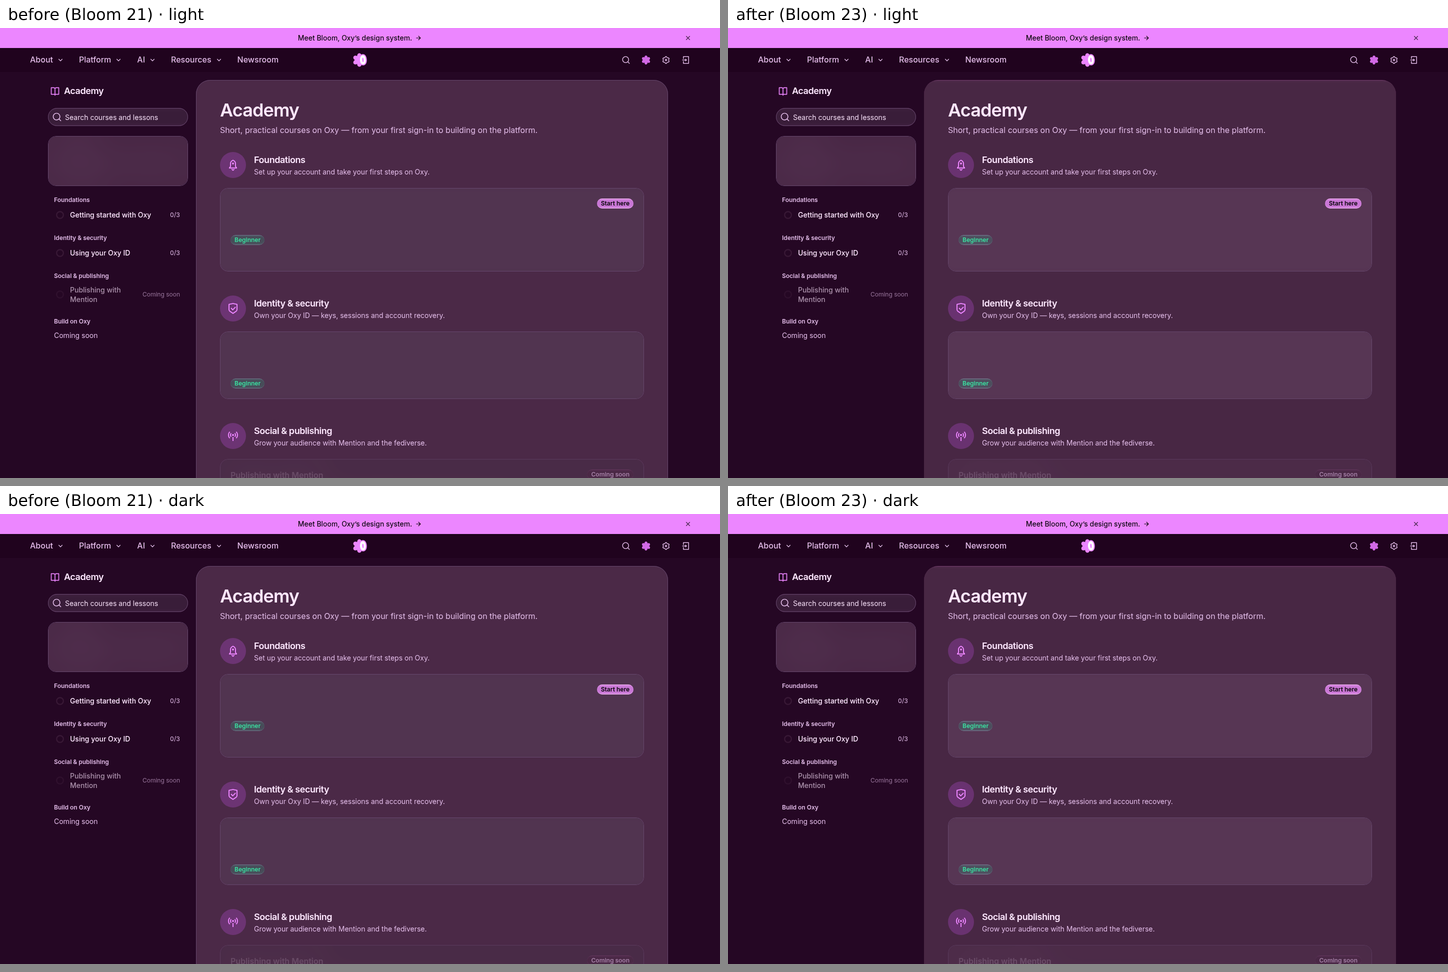 before (Bloom 21) · light
Meet Bloom, Oxy's design system. →
About Platform AI Resources Newsroom
Academy
Search courses and lessons
Foundations
Getting started with Oxy 0/3
Identity & security
Using your Oxy ID 0/3
Social & publishing
Publishing with
Mention
Coming soon
Build on Oxy
Coming soon
Academy
Short, practical courses on Oxy — from your first sign-in to building on the platform.
Foundations
Set up your account and take your first steps on Oxy.
Start here
Beginner
Identity & security
Own your Oxy ID — keys, sessions and account recovery.
Beginner
Social & publishing
Grow your audience with Mention and the fediverse.
Publishing with Mention
Coming soon
after (Bloom 23) · light
Meet Bloom, Oxy's design system. →
About Platform AI Resources Newsroom
Academy
Search courses and lessons
Foundations
Getting started with Oxy 0/3
Identity & security
Using your Oxy ID 0/3
Social & publishing
Publishing with
Mention
Coming soon
Build on Oxy
Coming soon
Academy
Short, practical courses on Oxy — from your first sign-in to building on the platform.
Foundations
Set up your account and take your first steps on Oxy.
Start here
Beginner
Identity & security
Own your Oxy ID — keys, sessions and account recovery.
Beginner
Social & publishing
Grow your audience with Mention and the fediverse.
Publishing with Mention
Coming soon
before (Bloom 21) · dark
Meet Bloom, Oxy's design system. →
About Platform AI Resources Newsroom
Academy
Search courses and lessons
Foundations
Getting started with Oxy 0/3
Identity & security
Using your Oxy ID 0/3
Social & publishing
Publishing with
Mention
Coming soon
Build on Oxy
Coming soon
Academy
Short, practical courses on Oxy — from your first sign-in to building on the platform.
Foundations
Set up your account and take your first steps on Oxy.
Start here
Beginner
Identity & security
Own your Oxy ID — keys, sessions and account recovery.
Beginner
Social & publishing
Grow your audience with Mention and the fediverse.
Publishing with Mention
Coming soon
after (Bloom 23) · dark
Meet Bloom, Oxy's design system. →
About Platform AI Resources Newsroom
Academy
Search courses and lessons
Foundations
Getting started with Oxy 0/3
Identity & security
Using your Oxy ID 0/3
Social & publishing
Publishing with
Mention
Coming soon
Build on Oxy
Coming soon
Academy
Short, practical courses on Oxy — from your first sign-in to building on the platform.
Foundations
Set up your account and take your first steps on Oxy.
Start here
Beginner
Identity & security
Own your Oxy ID — keys, sessions and account recovery.
Beginner
Social & publishing
Grow your audience with Mention and the fediverse.
Publishing with Mention
Coming soon